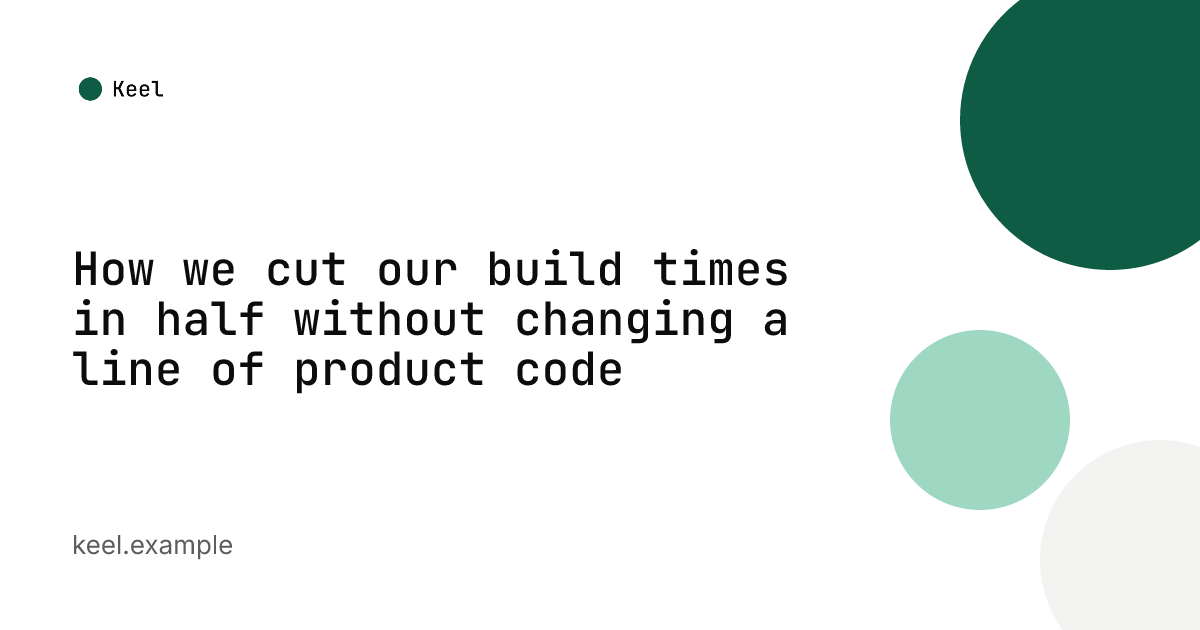 Keel
How we cut our build times
in half without changing a
line of product code
keel.example